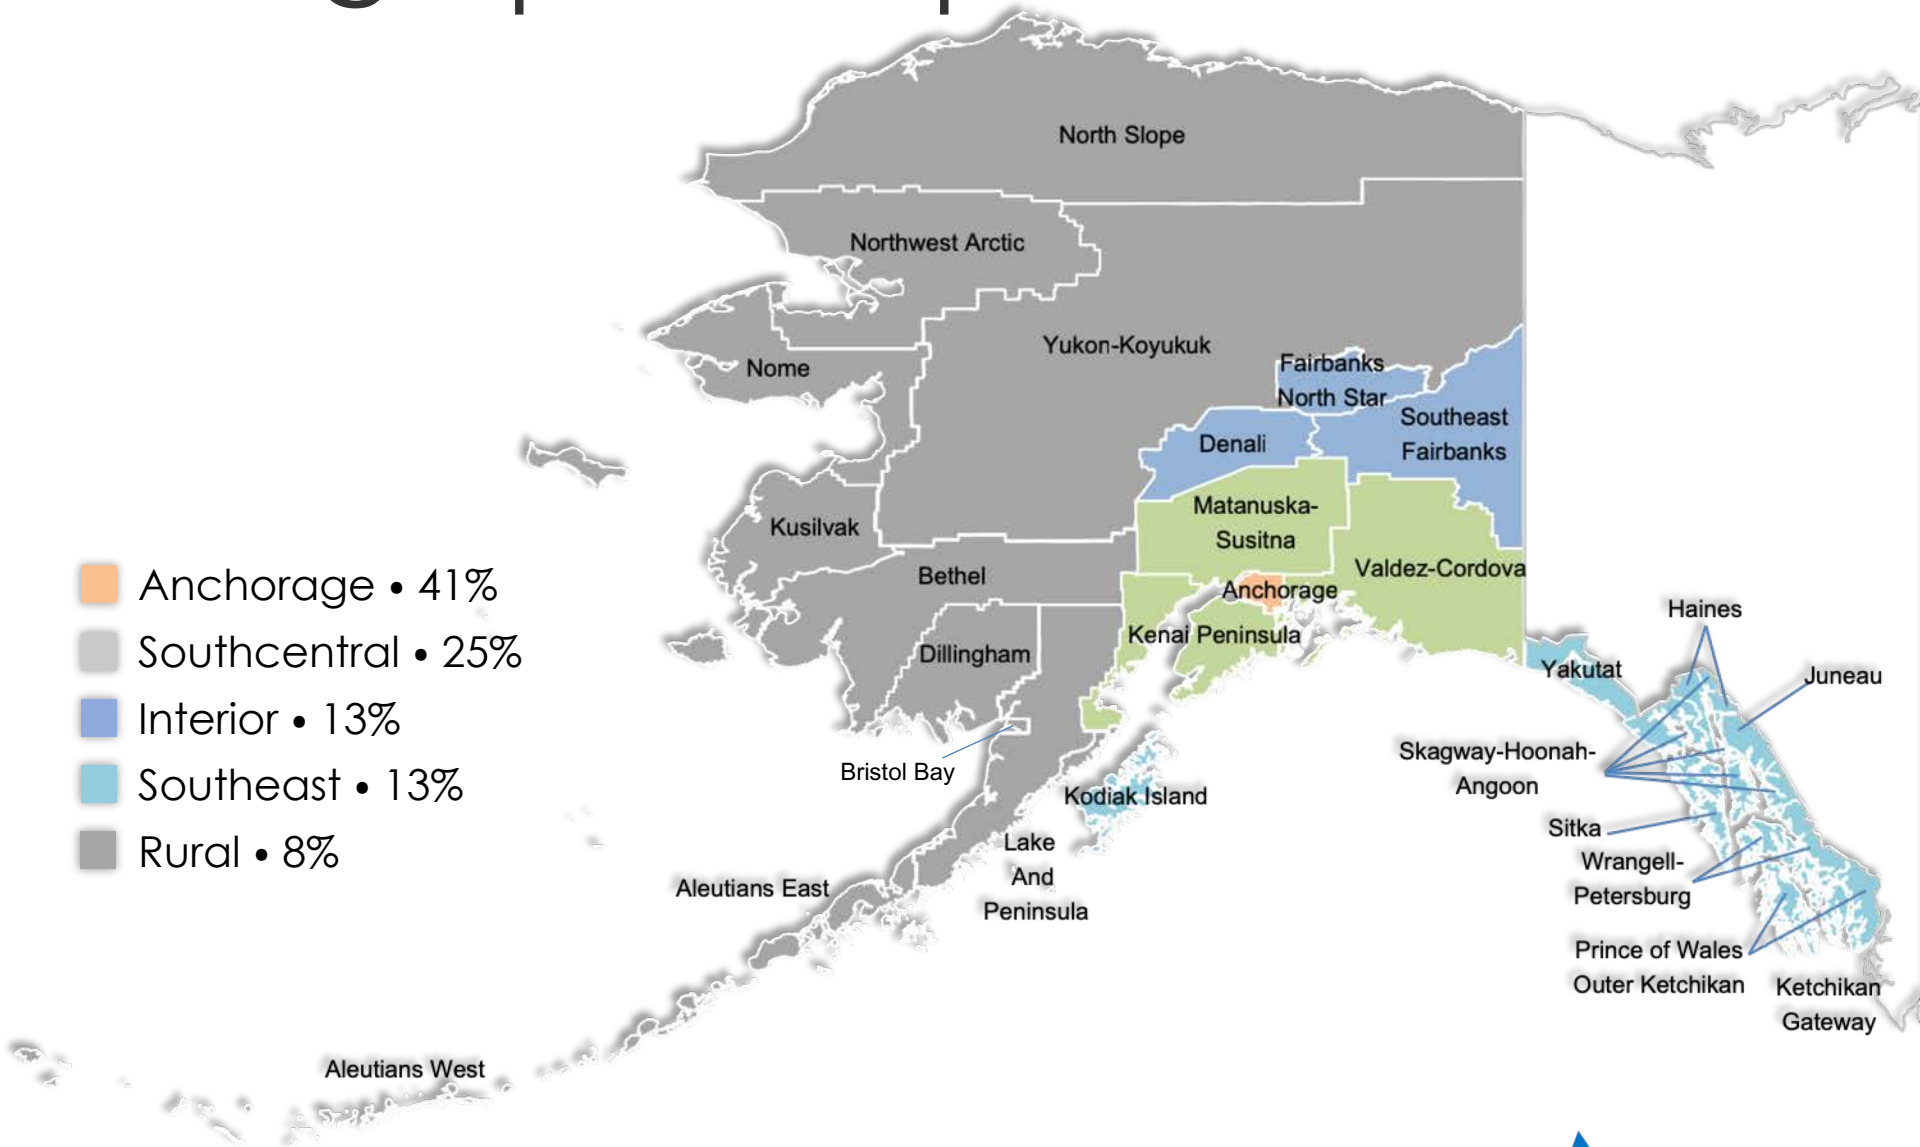 North Slope
Northwest Arctic
Yukon-Koyukuk
Nome
Fairbanks
North Star
Southeast
Fairbanks
Denali
Matanuska-
Susitna
Kusilvak
Valdez-Cordova
Bethel
Anchorage
Kenai Peninsula
Dillingham
Anchorage • 41%
Southcentral • 25%
Interior • 13%
Southeast • 13%
Rural • 8%
Haines
Yakutat
Juneau
Bristol Bay
Skagway-Hoonah-
Angoon
Kodiak Island
Sitka
Lake
And
Peninsula
Wrangell-
Petersburg
Aleutians East
Prince of Wales
Outer Ketchikan
Ketchikan
Gateway
Aleutians West